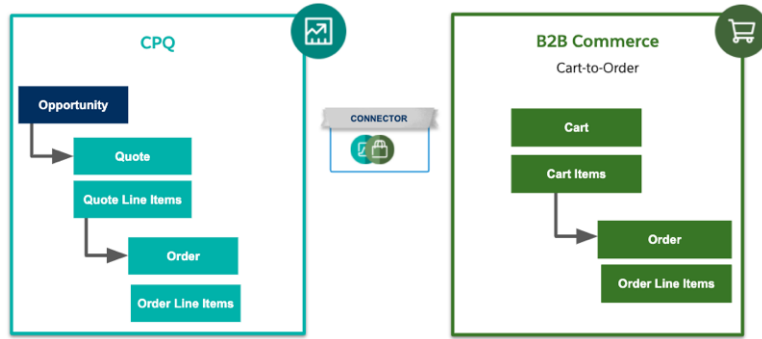 CPQ
Opportunity
Quote
Quote Line Items
Order
Order Line Items
CONNECTOR
B2B Commerce
Cart-to-Order
Cart
Cart Items
Order
Order Line Items